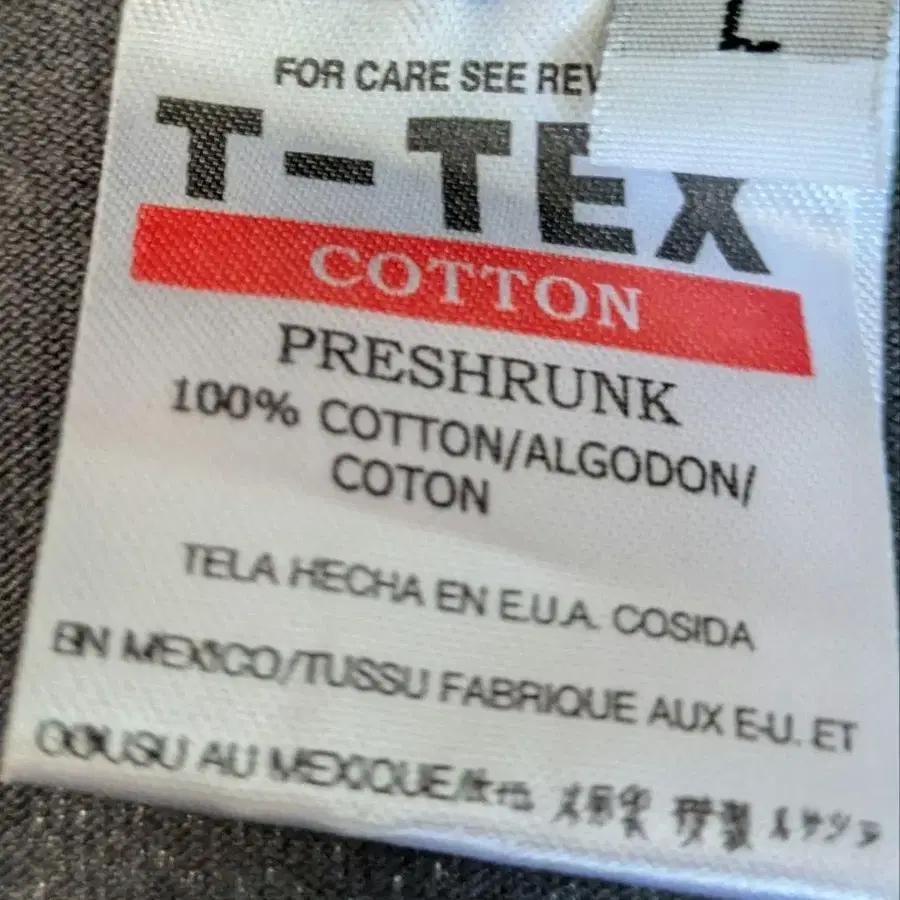 L
FOR CARE SEE REV
T-TEX
COTTON
PRESHRUNK
100% COTTON/ALGODON/
COTON
TELA HECHA EN E.U.A. COSIDA
EN MEXICO/TUSSU FABRIQUE AUX E-U. ET
COUSU AU MEXIQUE/